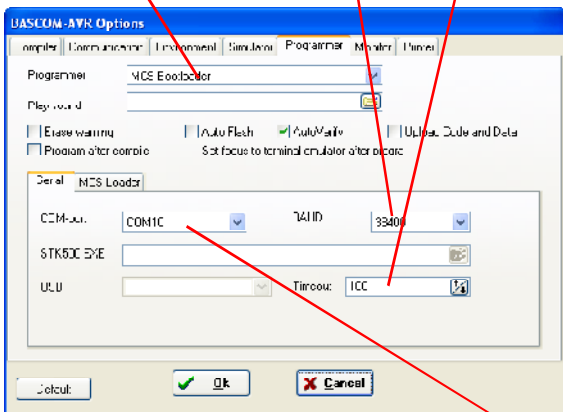 BASCOM-AVR Options
Compiler Communication Environment Simulator Programmer Monitor Printer
Programmer MCS Bootloader
Play sound
Erase warning Auto Flash AutoVerify Upload Code and Data
Program after compile Set focus to terminal emulator after
Serial MCS Loader
COM-port COM10 BAUD 38400
STK500 EXE
USB Timeout 100
Default Ok Cancel